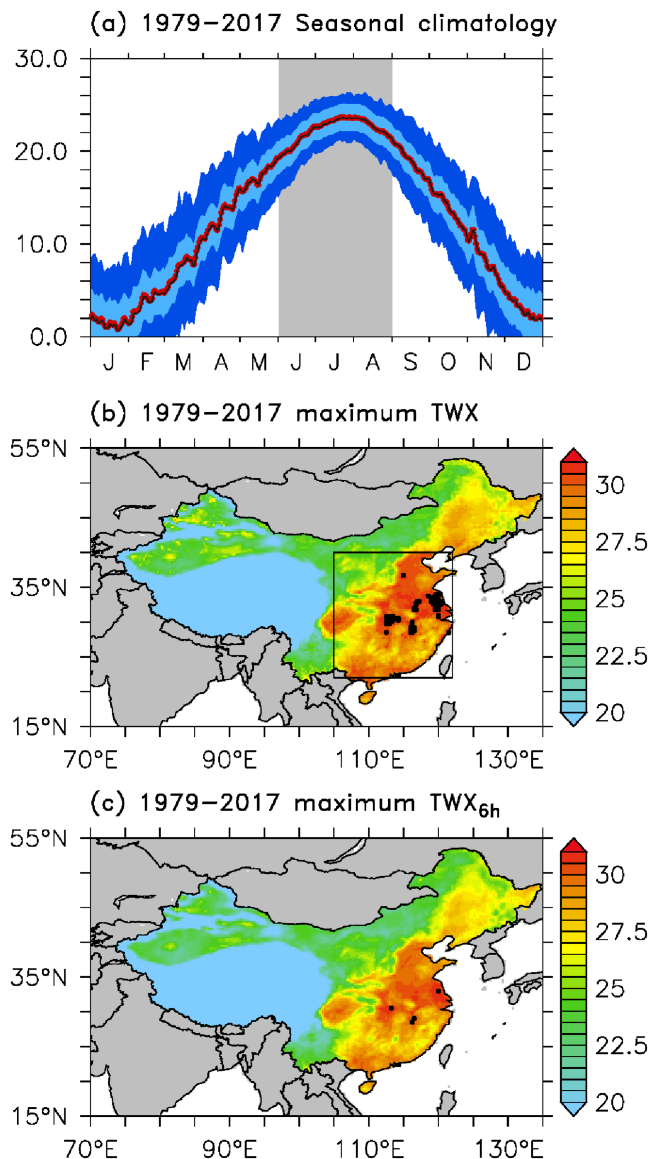 (a) 1979−2017 Seasonal climatology
30.0
20.0
10.0
0.0
J F M A M J J A S O N D
(b) 1979−2017 maximum TWX
55°N
35°N
15°N
70°E 90°E 110°E 130°E
30
27.5
25
22.5
20
(c) 1979−2017 maximum TWX6h
55°N
35°N
15°N
70°E 90°E 110°E 130°E
30
27.5
25
22.5
20